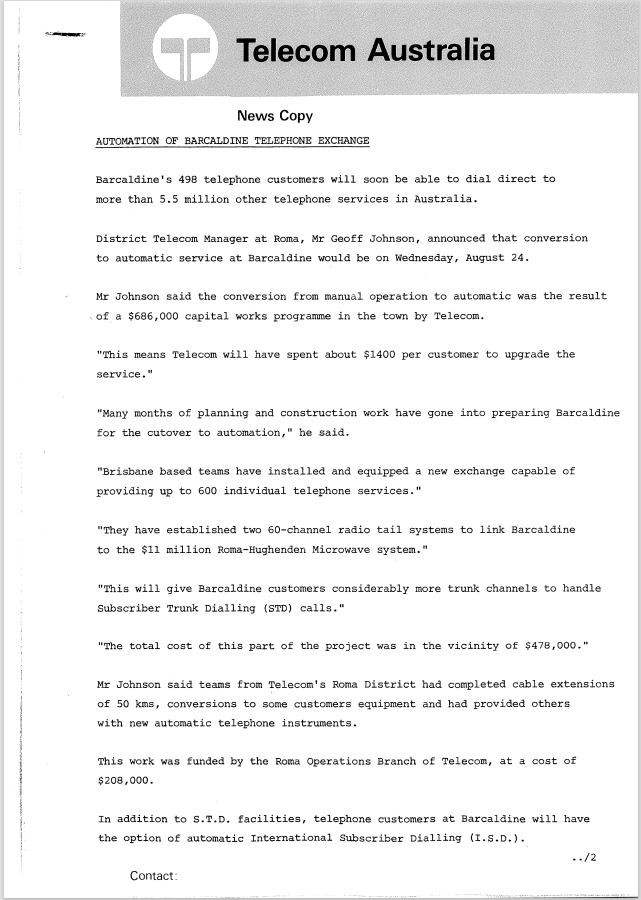 Telecom Australia
News Copy
AUTOMATION OF BARCALDINE TELEPHONE EXCHANGE
Barcaldine's 498 telephone customers will soon be able to dial direct to
more than 5.5 million other telephone services in Australia.
District Telecom Manager at Roma, Mr Geoff Johnson, announced that conversion
to automatic service at Barcaldine would be on Wednesday, August 24.
Mr Johnson said the conversion from manual operation to automatic was the result
of a $686,000 capital works programme in the town by Telecom.
"This means Telecom will have spent about $1400 per customer to upgrade the
service."
"Many months of planning and construction work have gone into preparing Barcaldine
for the cutover to automation," he said.
"Brisbane based teams have installed and equipped a new exchange capable of
providing up to 600 individual telephone services."
"They have established two 60-channel radio tail systems to link Barcaldine
to the $11 million Roma-Hughenden Microwave system."
"This will give Barcaldine customers considerably more trunk channels to handle
Subscriber Trunk Dialling (STD) calls."
"The total cost of this part of the project was in the vicinity of $478,000."
Mr Johnson said teams from Telecom's Roma District had completed cable extensions
of 50 kms, conversions to some customers equipment and had provided others
with new automatic telephone instruments.
This work was funded by the Roma Operations Branch of Telecom, at a cost of
$208,000.
In addition to S.T.D. facilities, telephone customers at Barcaldine will have
the option of automatic International Subscriber Dialling (I.S.D.).
../2
Contact: